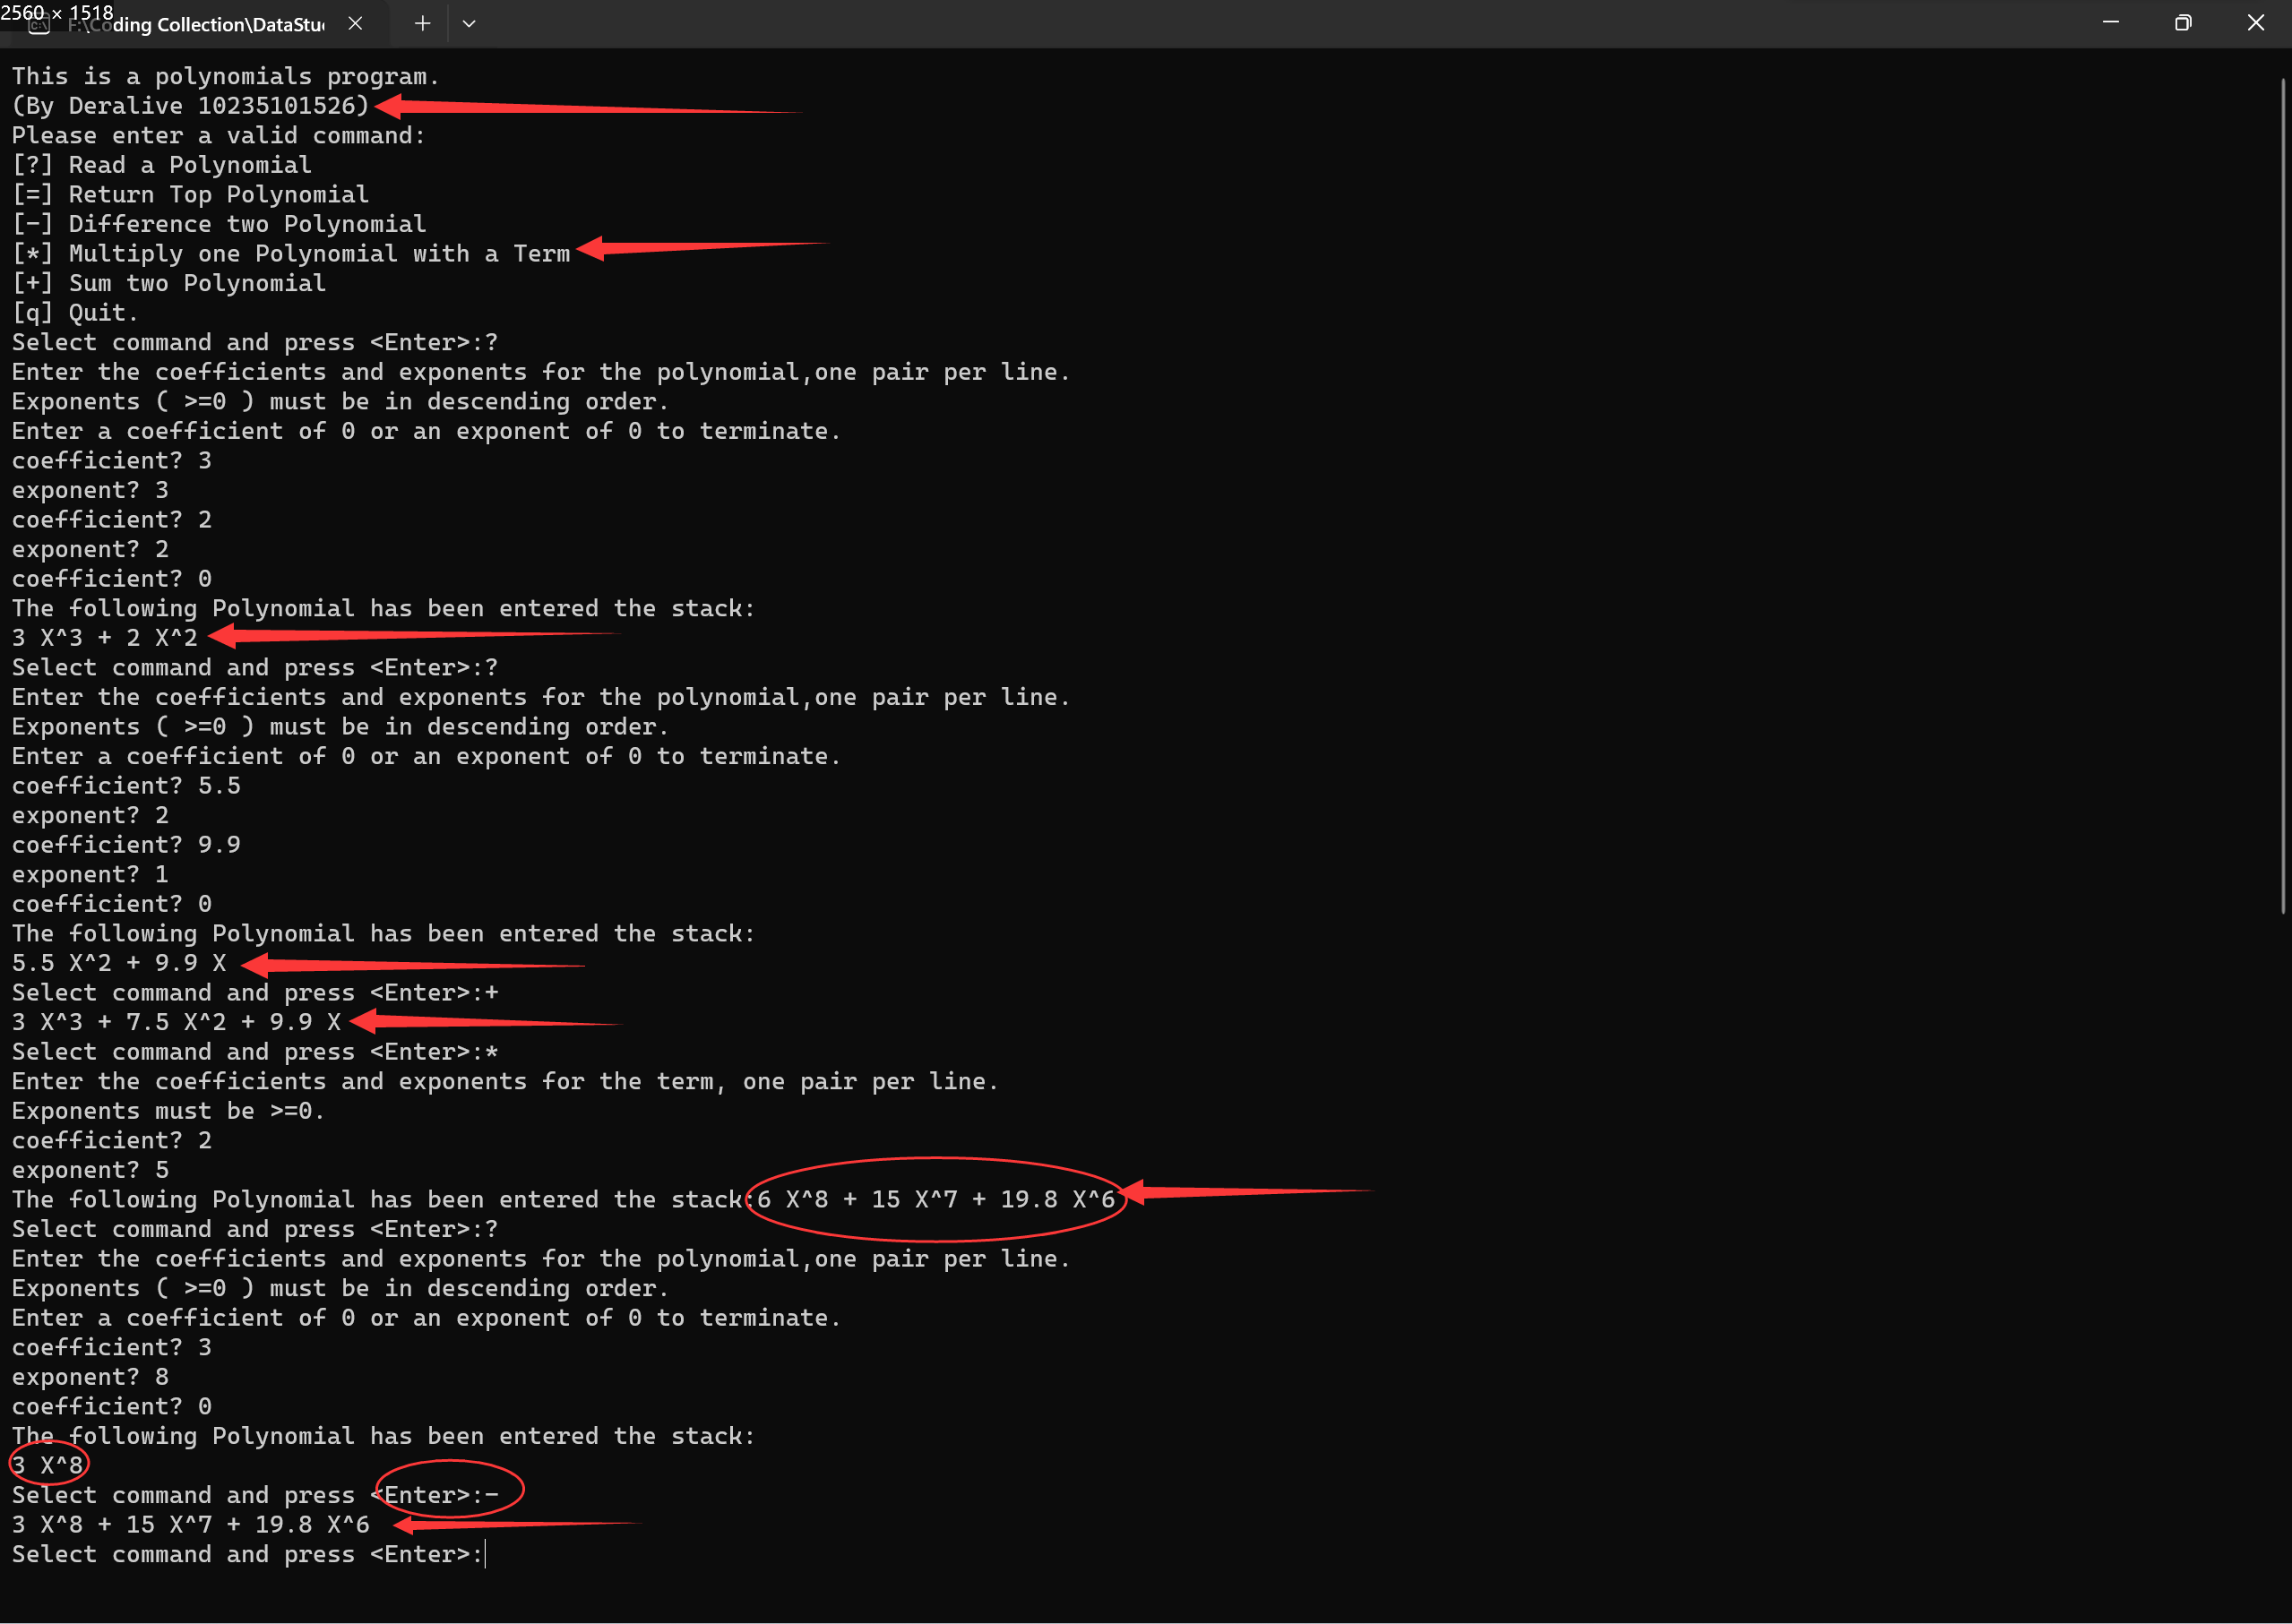 2560 × 1518
F:\Coding Collection\DataStu
This is a polynomials program.
(By Deralive 10235101526)
Please enter a valid command:
[?] Read a Polynomial
[=] Return Top Polynomial
[-] Difference two Polynomial
[*] Multiply one Polynomial with a Term
[+] Sum two Polynomial
[q] Quit.
Select command and press <Enter>:?
Enter the coefficients and exponents for the polynomial,one pair per line.
Exponents ( >=0 ) must be in descending order.
Enter a coefficient of 0 or an exponent of 0 to terminate.
coefficient? 3
exponent? 3
coefficient? 2
exponent? 2
coefficient? 0
The following Polynomial has been entered the stack:
3 X^3 + 2 X^2
Select command and press <Enter>:?
Enter the coefficients and exponents for the polynomial,one pair per line.
Exponents ( >=0 ) must be in descending order.
Enter a coefficient of 0 or an exponent of 0 to terminate.
coefficient? 5.5
exponent? 2
coefficient? 9.9
exponent? 1
coefficient? 0
The following Polynomial has been entered the stack:
5.5 X^2 + 9.9 X
Select command and press <Enter>:+
3 X^3 + 7.5 X^2 + 9.9 X
Select command and press <Enter>:*
Enter the coefficients and exponents for the term, one pair per line.
Exponents must be >=0.
coefficient? 2
exponent? 5
The following Polynomial has been entered the stack:6 X^8 + 15 X^7 + 19.8 X^6
Select command and press <Enter>:?
Enter the coefficients and exponents for the polynomial,one pair per line.
Exponents ( >=0 ) must be in descending order.
Enter a coefficient of 0 or an exponent of 0 to terminate.
coefficient? 3
exponent? 8
coefficient? 0
The following Polynomial has been entered the stack:
3 X^8
Select command and press <Enter>:-
3 X^8 + 15 X^7 + 19.8 X^6
Select command and press <Enter>: